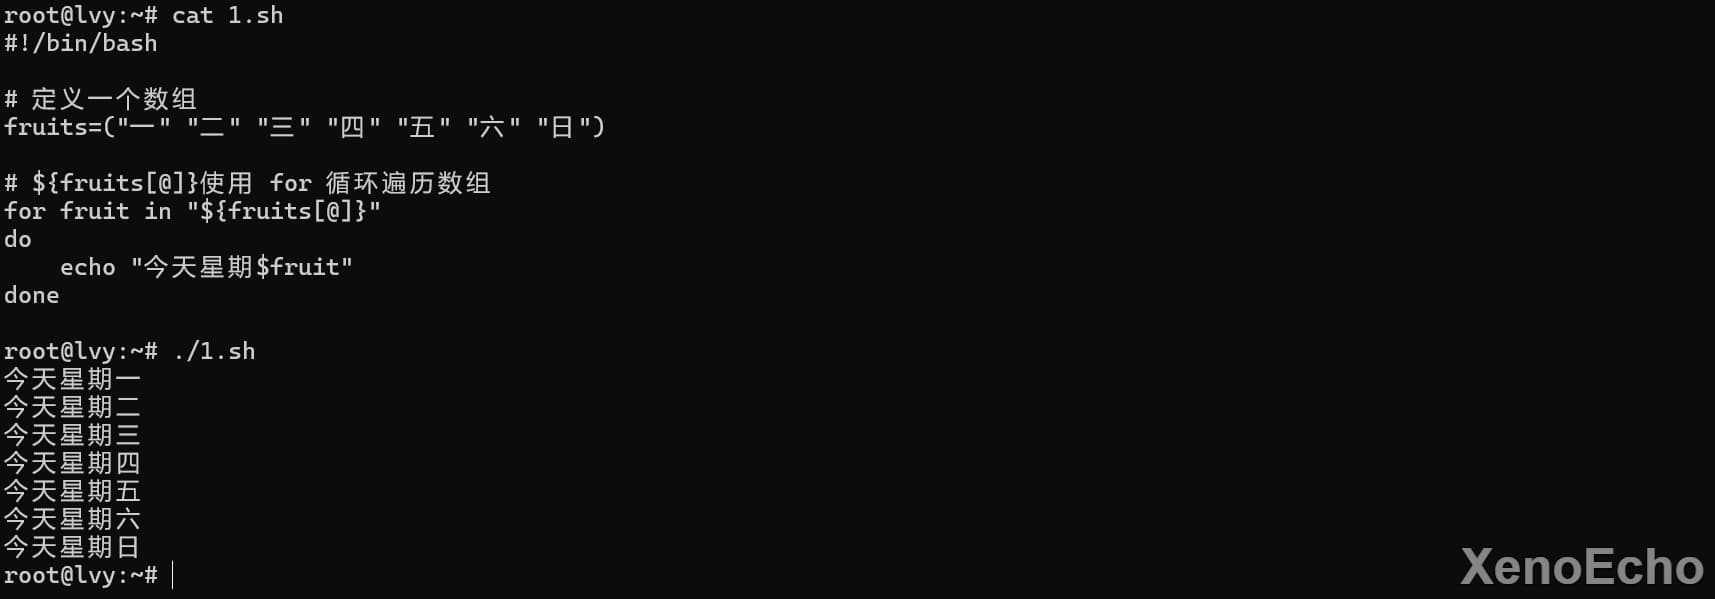 root@lvy:~# cat 1.sh
#!/bin/bash

# 定义一个数组
fruits=("一" "二" "三" "四" "五" "六" "日")

# ${fruits[@]}使用 for 循环遍历数组
for fruit in "${fruits[@]}"
do
    echo "今天星期$fruit"
done

root@lvy:~# ./1.sh
今天星期一
今天星期二
今天星期三
今天星期四
今天星期五
今天星期六
今天星期日
root@lvy:~#
XenoEcho